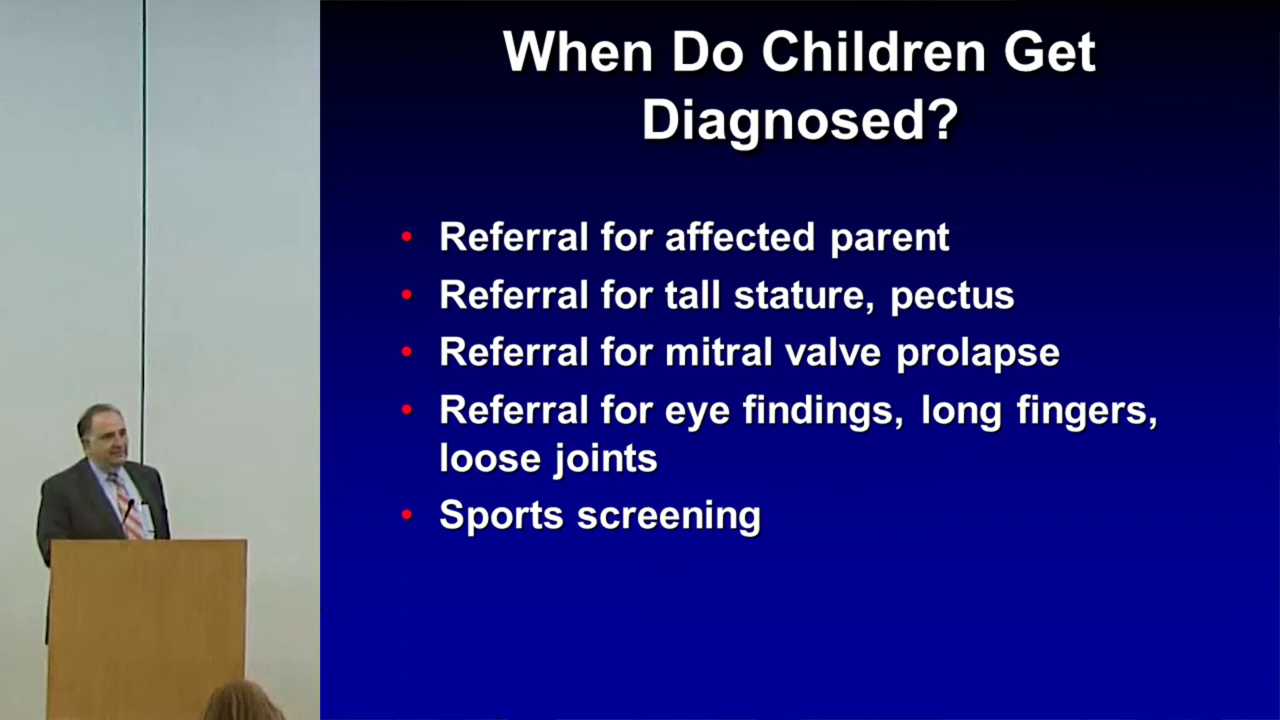 When Do Children Get
Diagnosed?
• Referral for affected parent
• Referral for tall stature, pectus
• Referral for mitral valve prolapse
• Referral for eye findings, long fingers,
loose joints
• Sports screening